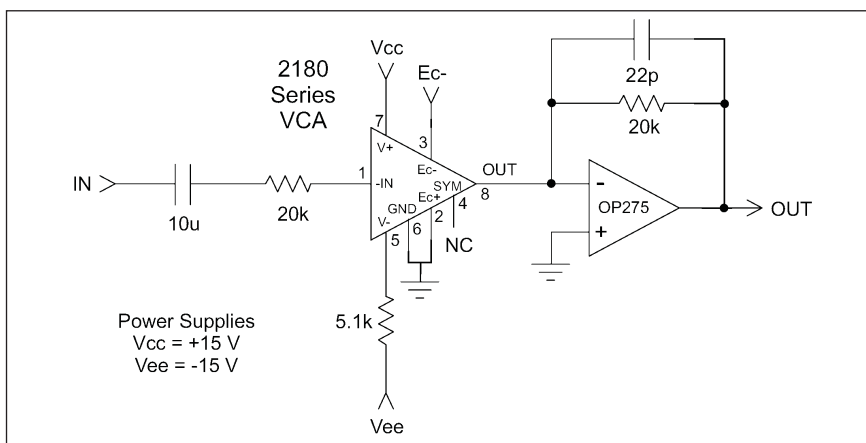 2180
Series
VCA
Vcc
Ec-
7
V+
3
Ec-
IN
10u
20k
1
-IN
SYM
OUT
8
4
Ec+
2
GND
6
V-
5
NC
22p
20k
-
OP275
+
OUT
5.1k
Vee
Power Supplies
Vcc = +15 V
Vee = -15 V